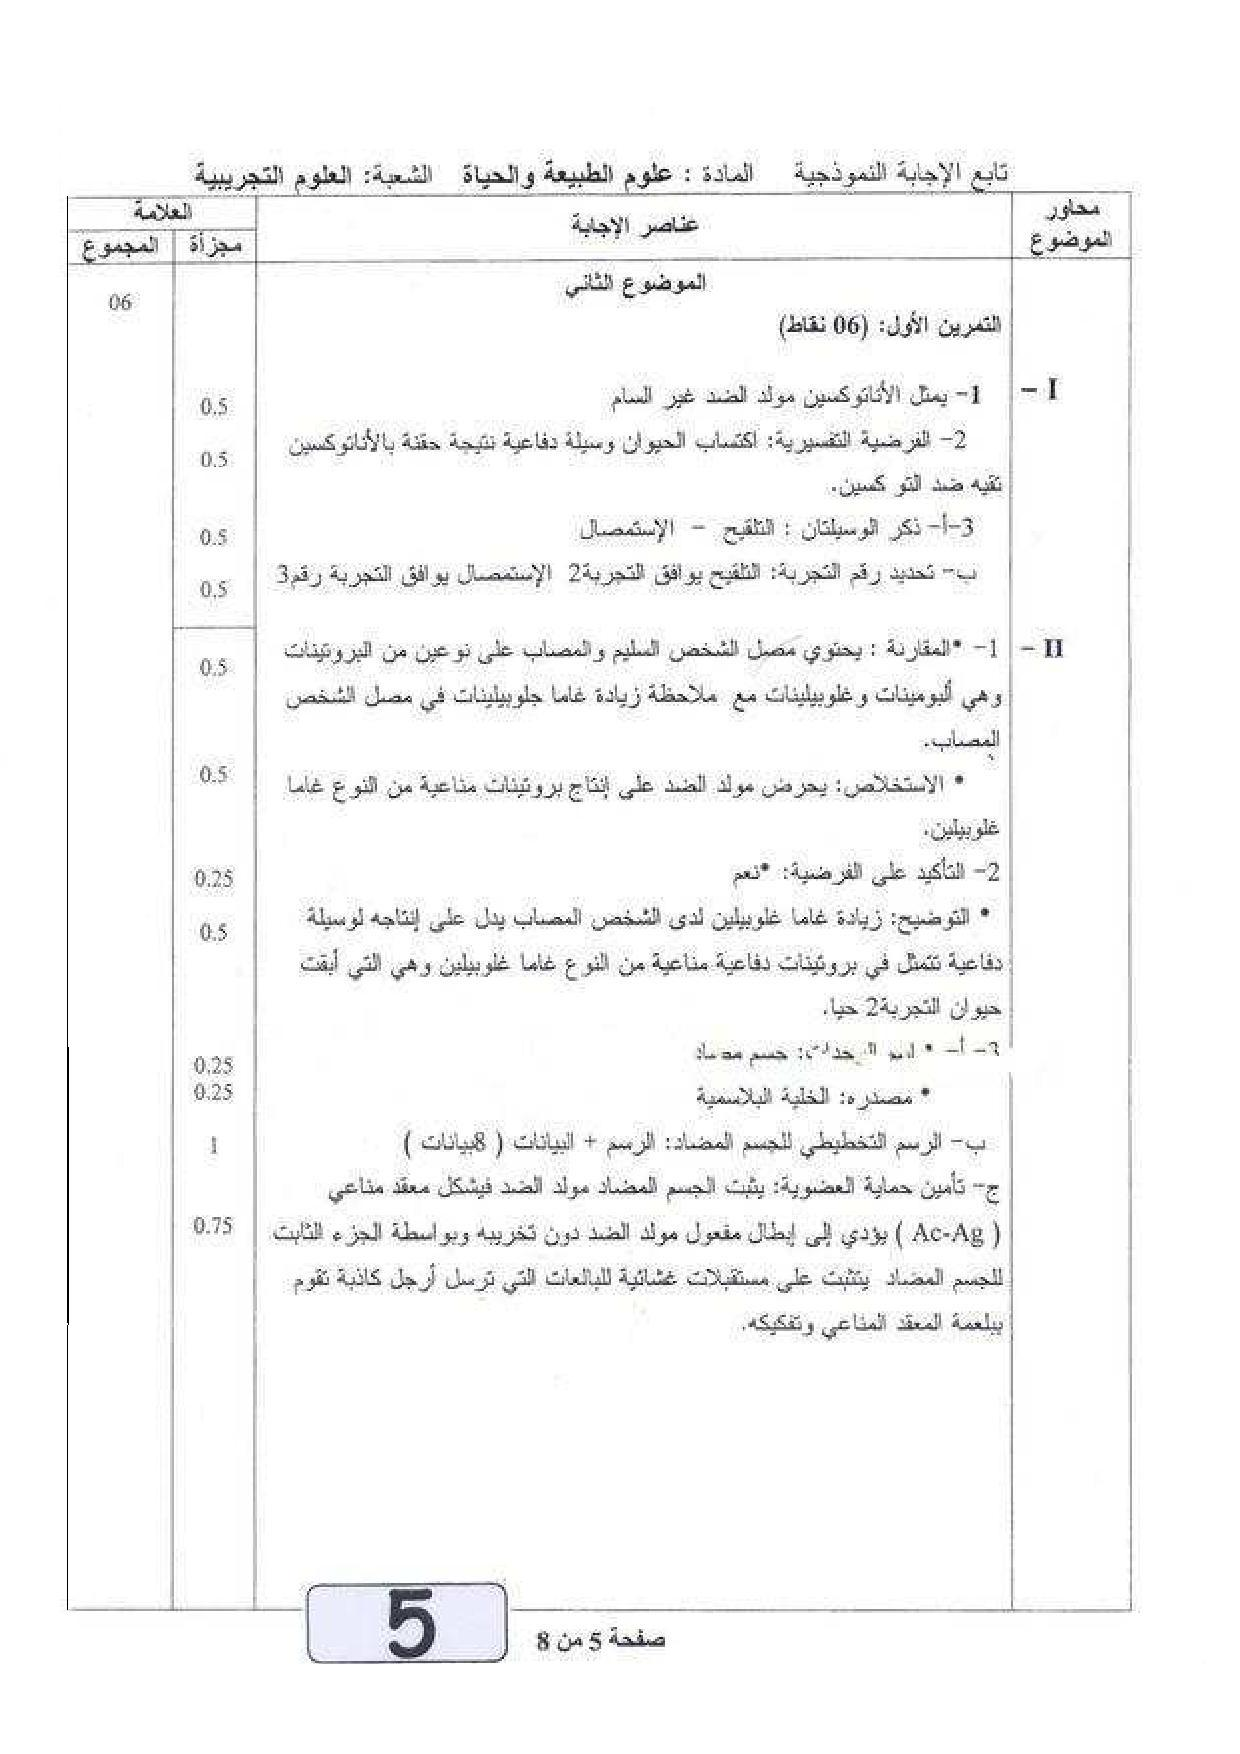 تابع الإجابة النموذجية المادة : علوم الطبيعة والحياة الشعبة: العلوم التجريبية
محاور الموضوع
عناصر الإجابة
العلامة
مجزأة
المجموع
الموضوع الثاني
06
التمرين الأول: (06 نقاط)
I –
1- يمثل الأناتوكسين مولد الضد غير السام
0.5
2- الفرضية التفسيرية: اكتساب الحيوان وسيلة دفاعية نتيجة حقنة بالأناتوكسين
0.5
تقيه ضد التو كسين.
3-أ- ذكر الوسيلتان : التلقيح – الإستمصال
0.5
ب- تحديد رقم التجربة: التلقيح يوافق التجربة2 الإستمصال يوافق التجربة رقم3
0.5
II –
1- *المقارنة : يحتوي مصل الشخص السليم والمصاب على نوعين من البروتينات
0.5
وهي ألبومينات وغلوبيلينات مع ملاحظة زيادة غاما جلوبيلينات في مصل الشخص
المصاب.
* الاستخلاص: يحرض مولد الضد على إنتاج بروتينات مناعية من النوع غاما
0.5
غلوبيلين.
2- التأكيد على الفرضية: *نعم
0.25
* التوضيح: زيادة غاما غلوبيلين لدى الشخص المصاب يدل على إنتاجه لوسيلة
0.5
دفاعية تتمثل في بروتينات دفاعية مناعية من النوع غاما غلوبيلين وهي التي أبقت
حيوان التجربة2 حيا.
3- أ- * جسم مضاد
0.25
* مصدره: الخلية البلاسمية
0.25
ب- الرسم التخطيطي للجسم المضاد: الرسم + البيانات ( 8بيانات )
1
ج- تأمين حماية العضوية: يثبت الجسم المضاد مولد الضد فيشكل معقد مناعي
( Ac-Ag ) يؤدي إلى إبطال مفعول مولد الضد دون تخريبه وبواسطة الجزء الثابت
0.75
للجسم المضاد يتثبت على مستقبلات غشائية للبالعات التي ترسل أرجل كاذبة تقوم
ببلعمة المعقد المناعي وتفكيكه.
5
صفحة 5 من 8